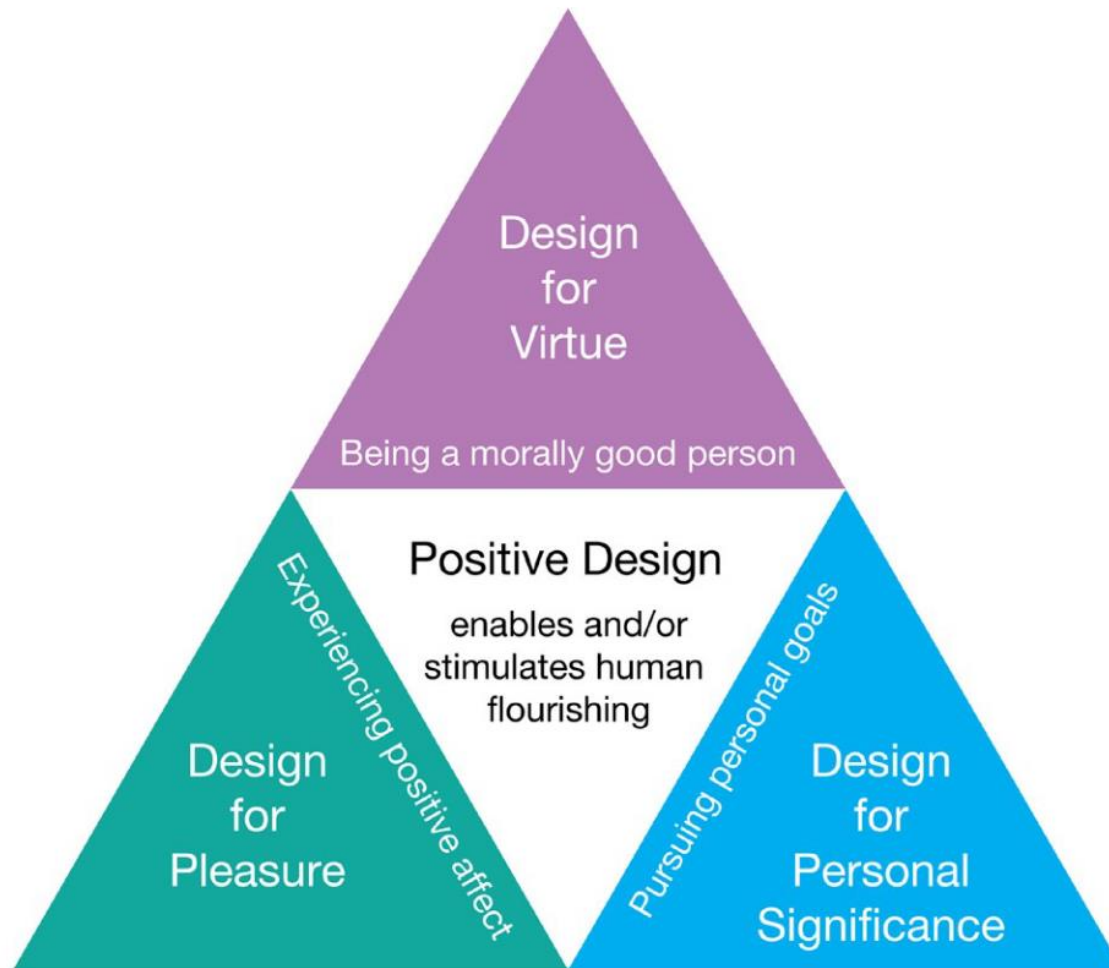 Design
for
Virtue
Being a morally good person
Positive Design
enables and/or
stimulates human
flourishing
Experiencing positive affect
Design
for
Pleasure
Pursuing personal goals
Design
for
Personal
Significance